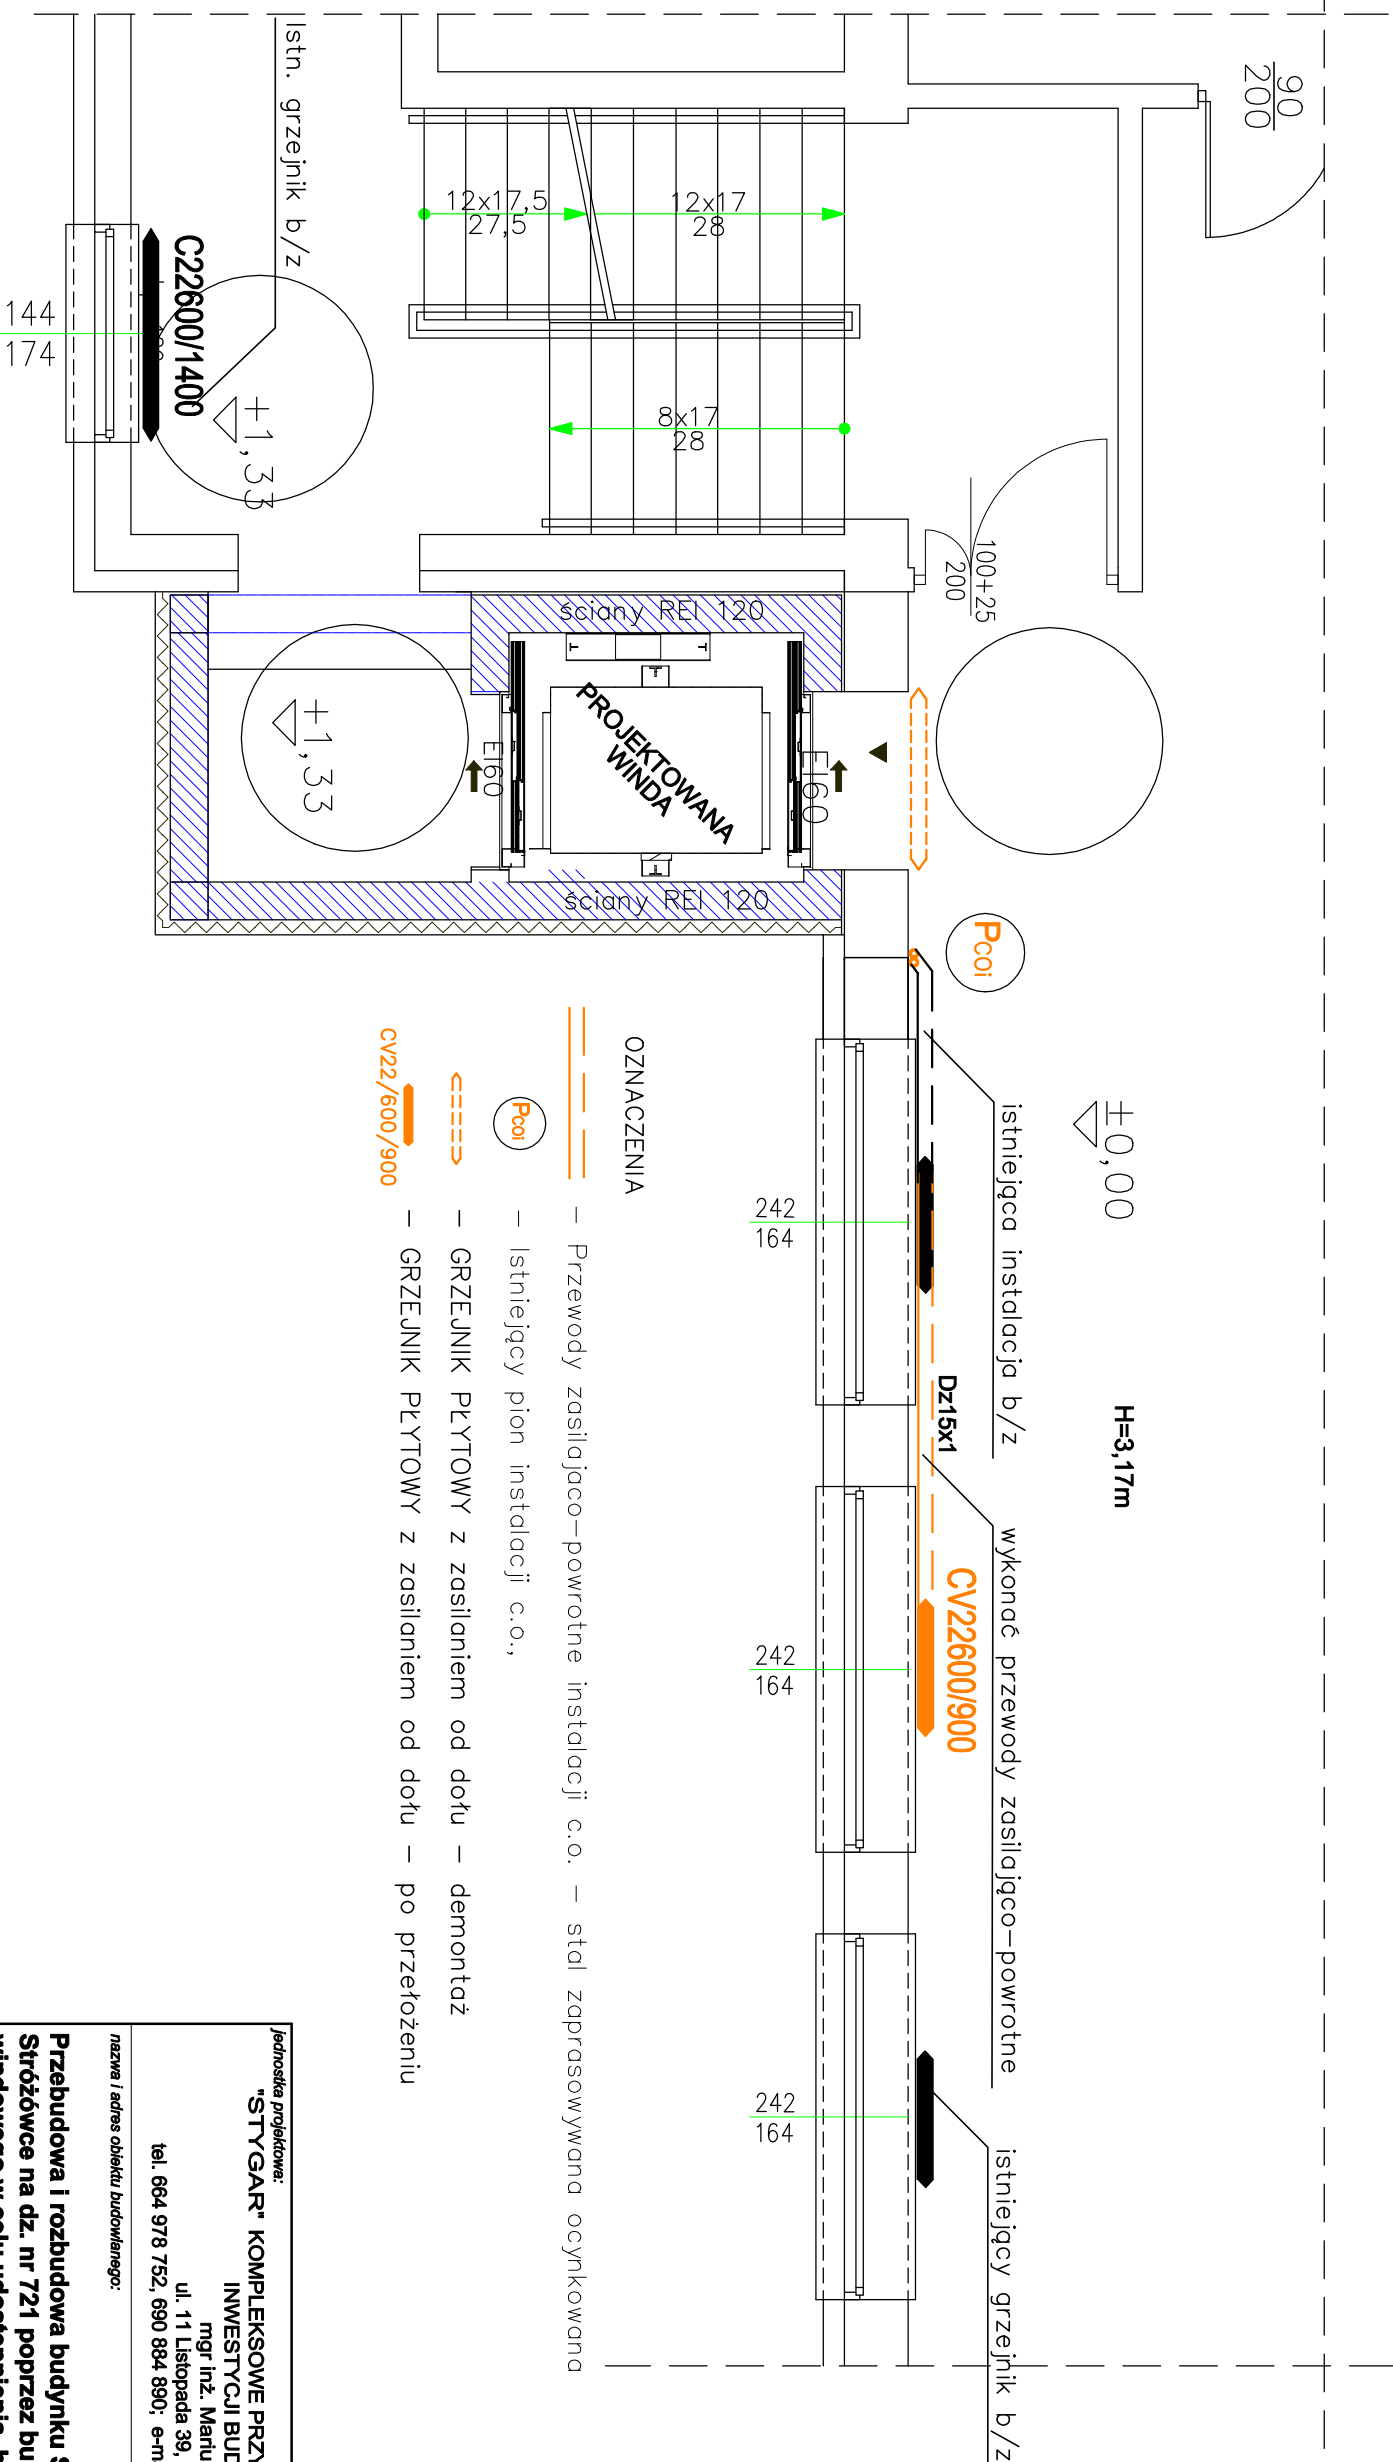 90
200
Istn. grzejnik b/z
12x17,5
27,5
12x17
28
8x17
28
C22600/1400
144
174
+1,33
100+25
200
ściany REI 120
+1,33
EI60
PROJEKTOWANA
WINDA
EI60
ściany REI 120
Pcoi
±0,00
H=3,17m
istniejąca instalacja b/z
wykonać przewody zasilająco-powrotne
istniejący grzejnik b/z
Dz15x1
CV22600/900
242
164
242
164
242
164
OZNACZENIA
- Przewody zasilajaco-powrotne instalacji c.o. - stal zaprasowywana ocynkowana
Pcoi - Istniejący pion instalacji c.o.,
- GRZEJNIK PŁYTOWY z zasilaniem od dołu - demontaż
CV22/600/900 - GRZEJNIK PŁYTOWY z zasilaniem od dołu - po przełożeniu
jednostka projektowa:
"STYGAR" KOMPLEKSOWE PRZY
INWESTYCJI BUD
mgr inż. Mariu
ul. 11 Listopada 39,
tel. 664 978 752, 690 884 890; e-m
nazwa i adres obiektu budowlanego:
Przebudowa i rozbudowa budynku S
Stróżówce na dz. nr 721 poprzez bu